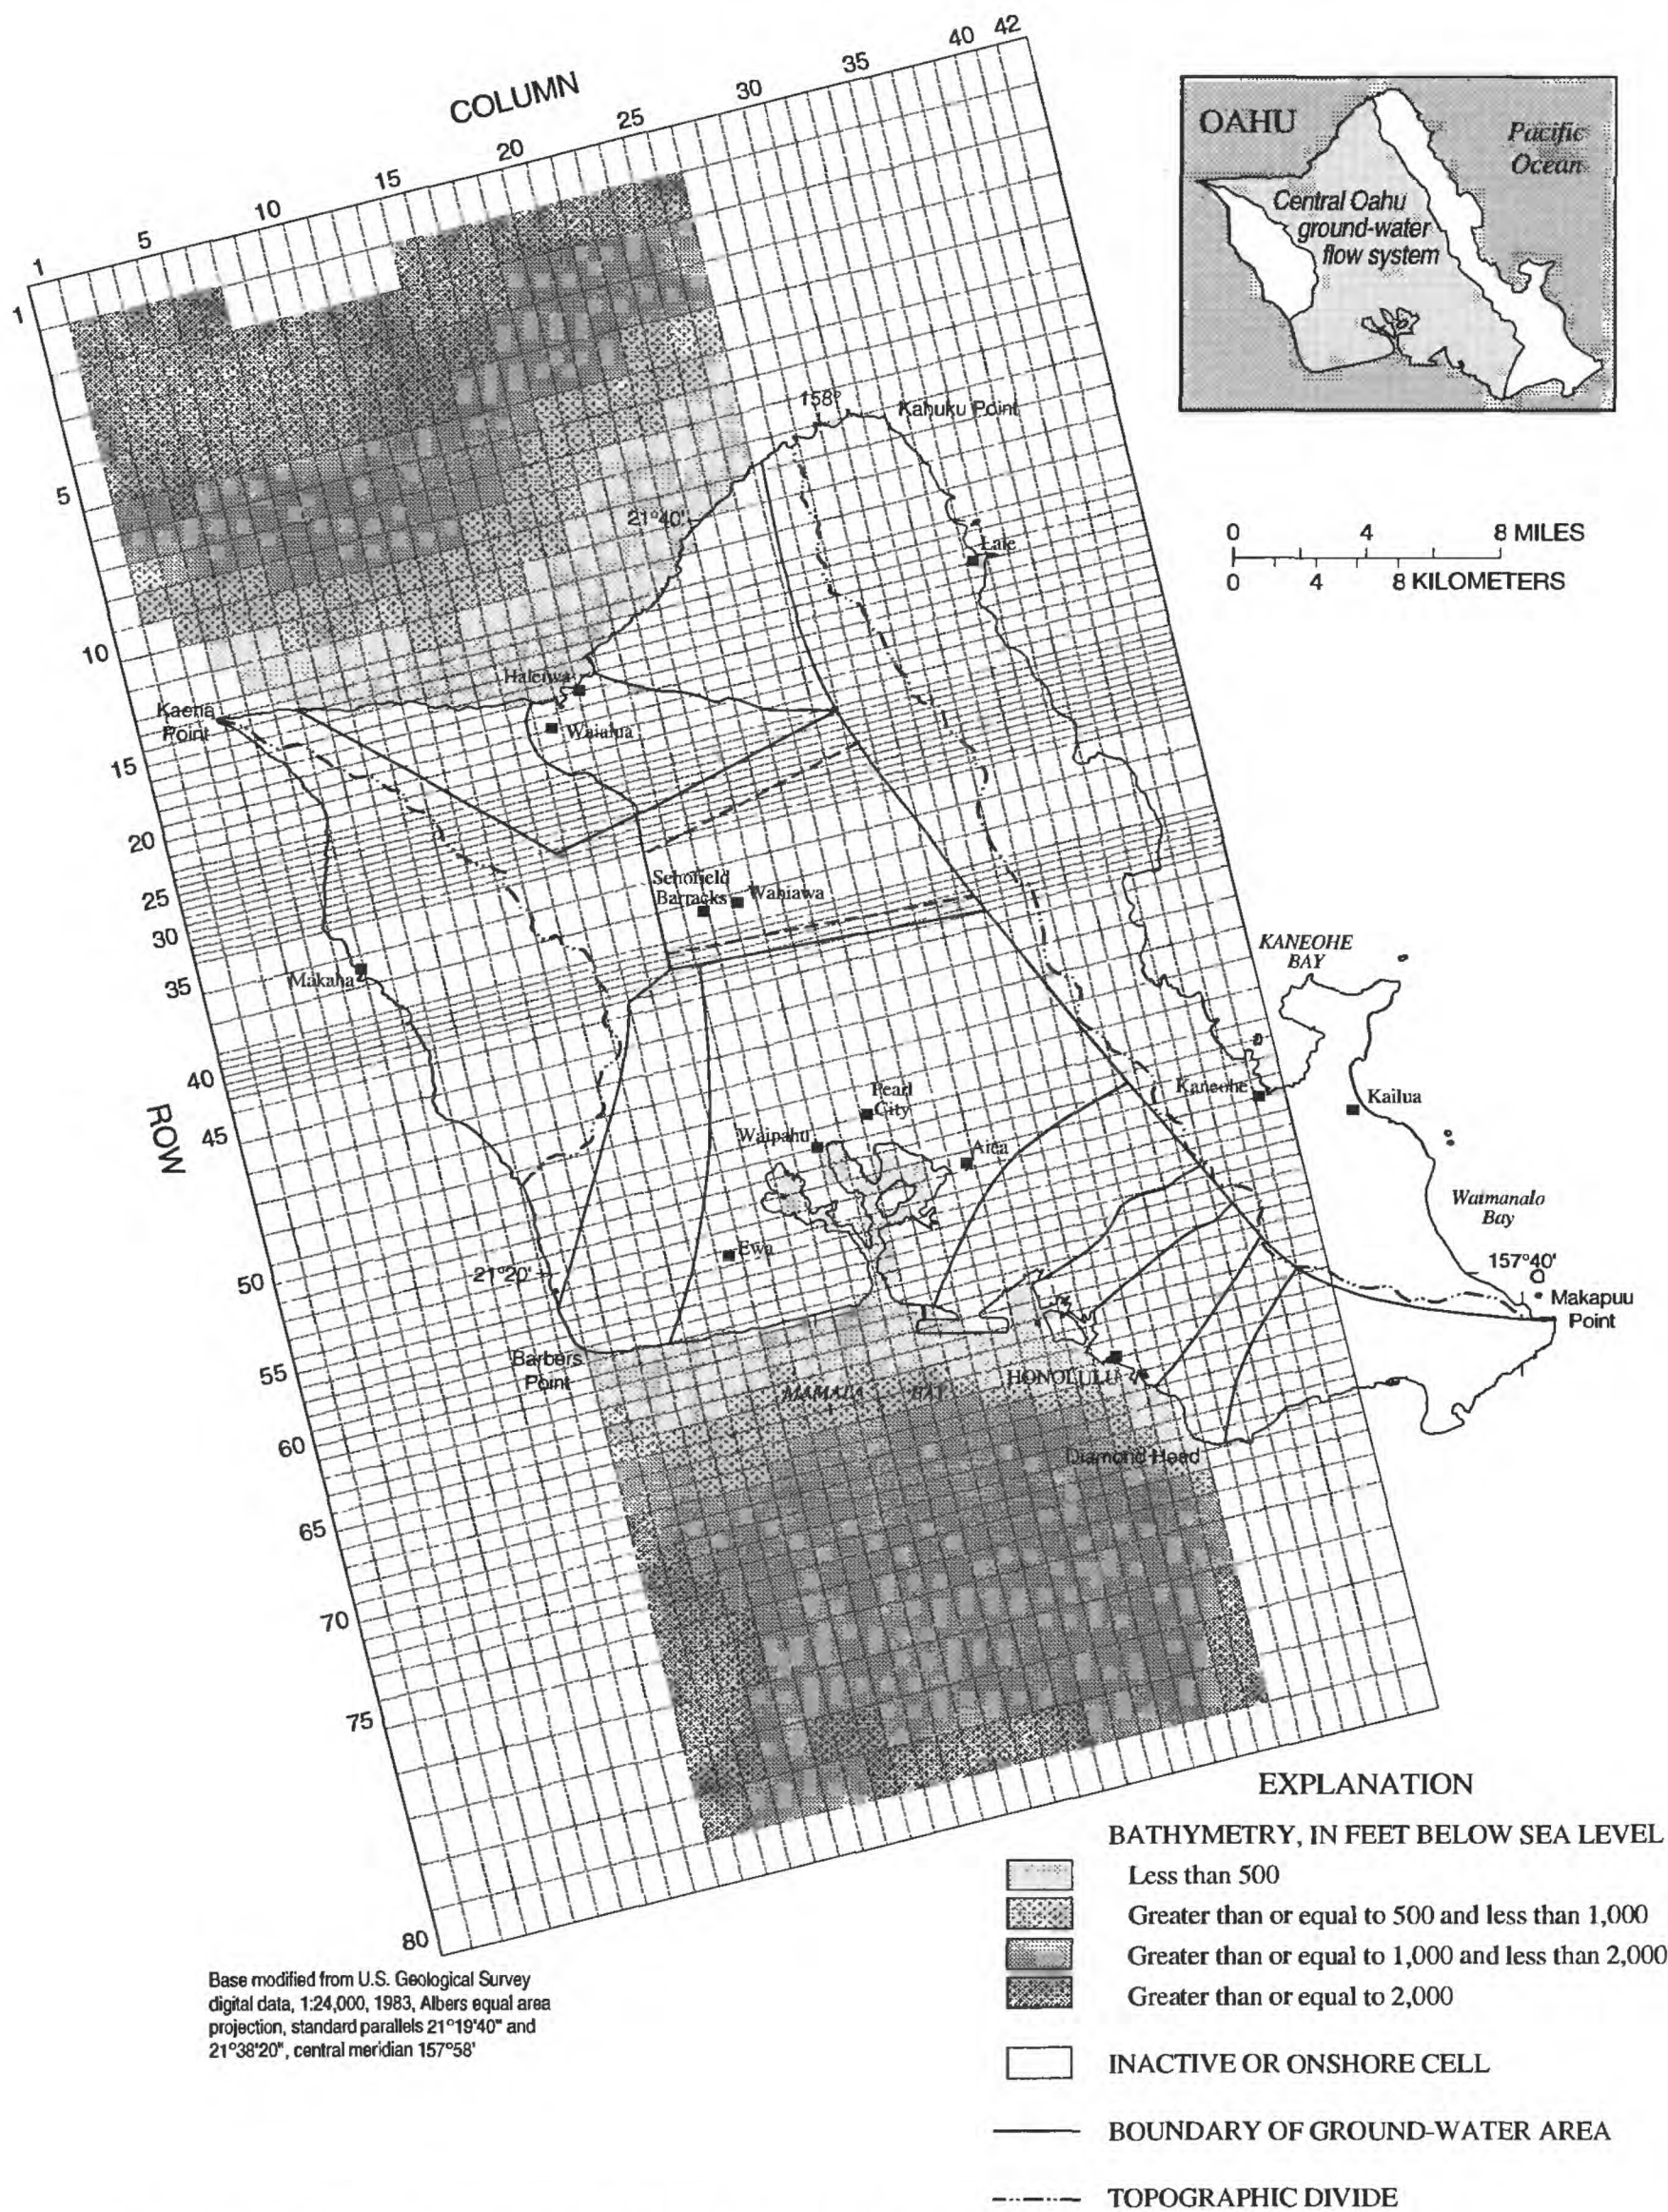 COLUMN
1
5
10
15
20
25
30
35
40 42
ROW
1
5
10
15
20
25
30
35
40
45
50
55
60
65
70
75
80
OAHU
Pacific
Ocean
Central Oahu
ground-water
flow system
0 4 8 MILES
0 4 8 KILOMETERS
158°
Kahuku Point
21°40'
Laie
Haleiwa
Kaena
Point
Waialua
Schofield
Barracks
Wahiawa
Makaha
KANEOHE
BAY
Pearl
City
Kaneohe
Kailua
Waipahu
Aiea
Waimanalo
Bay
Ewa
21°20'
157°40'
Makapuu
Point
Barbers
Point
MAMALA BAY
HONOLULU
Diamond Head
EXPLANATION
BATHYMETRY, IN FEET BELOW SEA LEVEL
Less than 500
Greater than or equal to 500 and less than 1,000
Greater than or equal to 1,000 and less than 2,000
Greater than or equal to 2,000
INACTIVE OR ONSHORE CELL
BOUNDARY OF GROUND-WATER AREA
TOPOGRAPHIC DIVIDE
Base modified from U.S. Geological Survey
digital data, 1:24,000, 1983, Albers equal area
projection, standard parallels 21°19'40" and
21°38'20", central meridian 157°58'